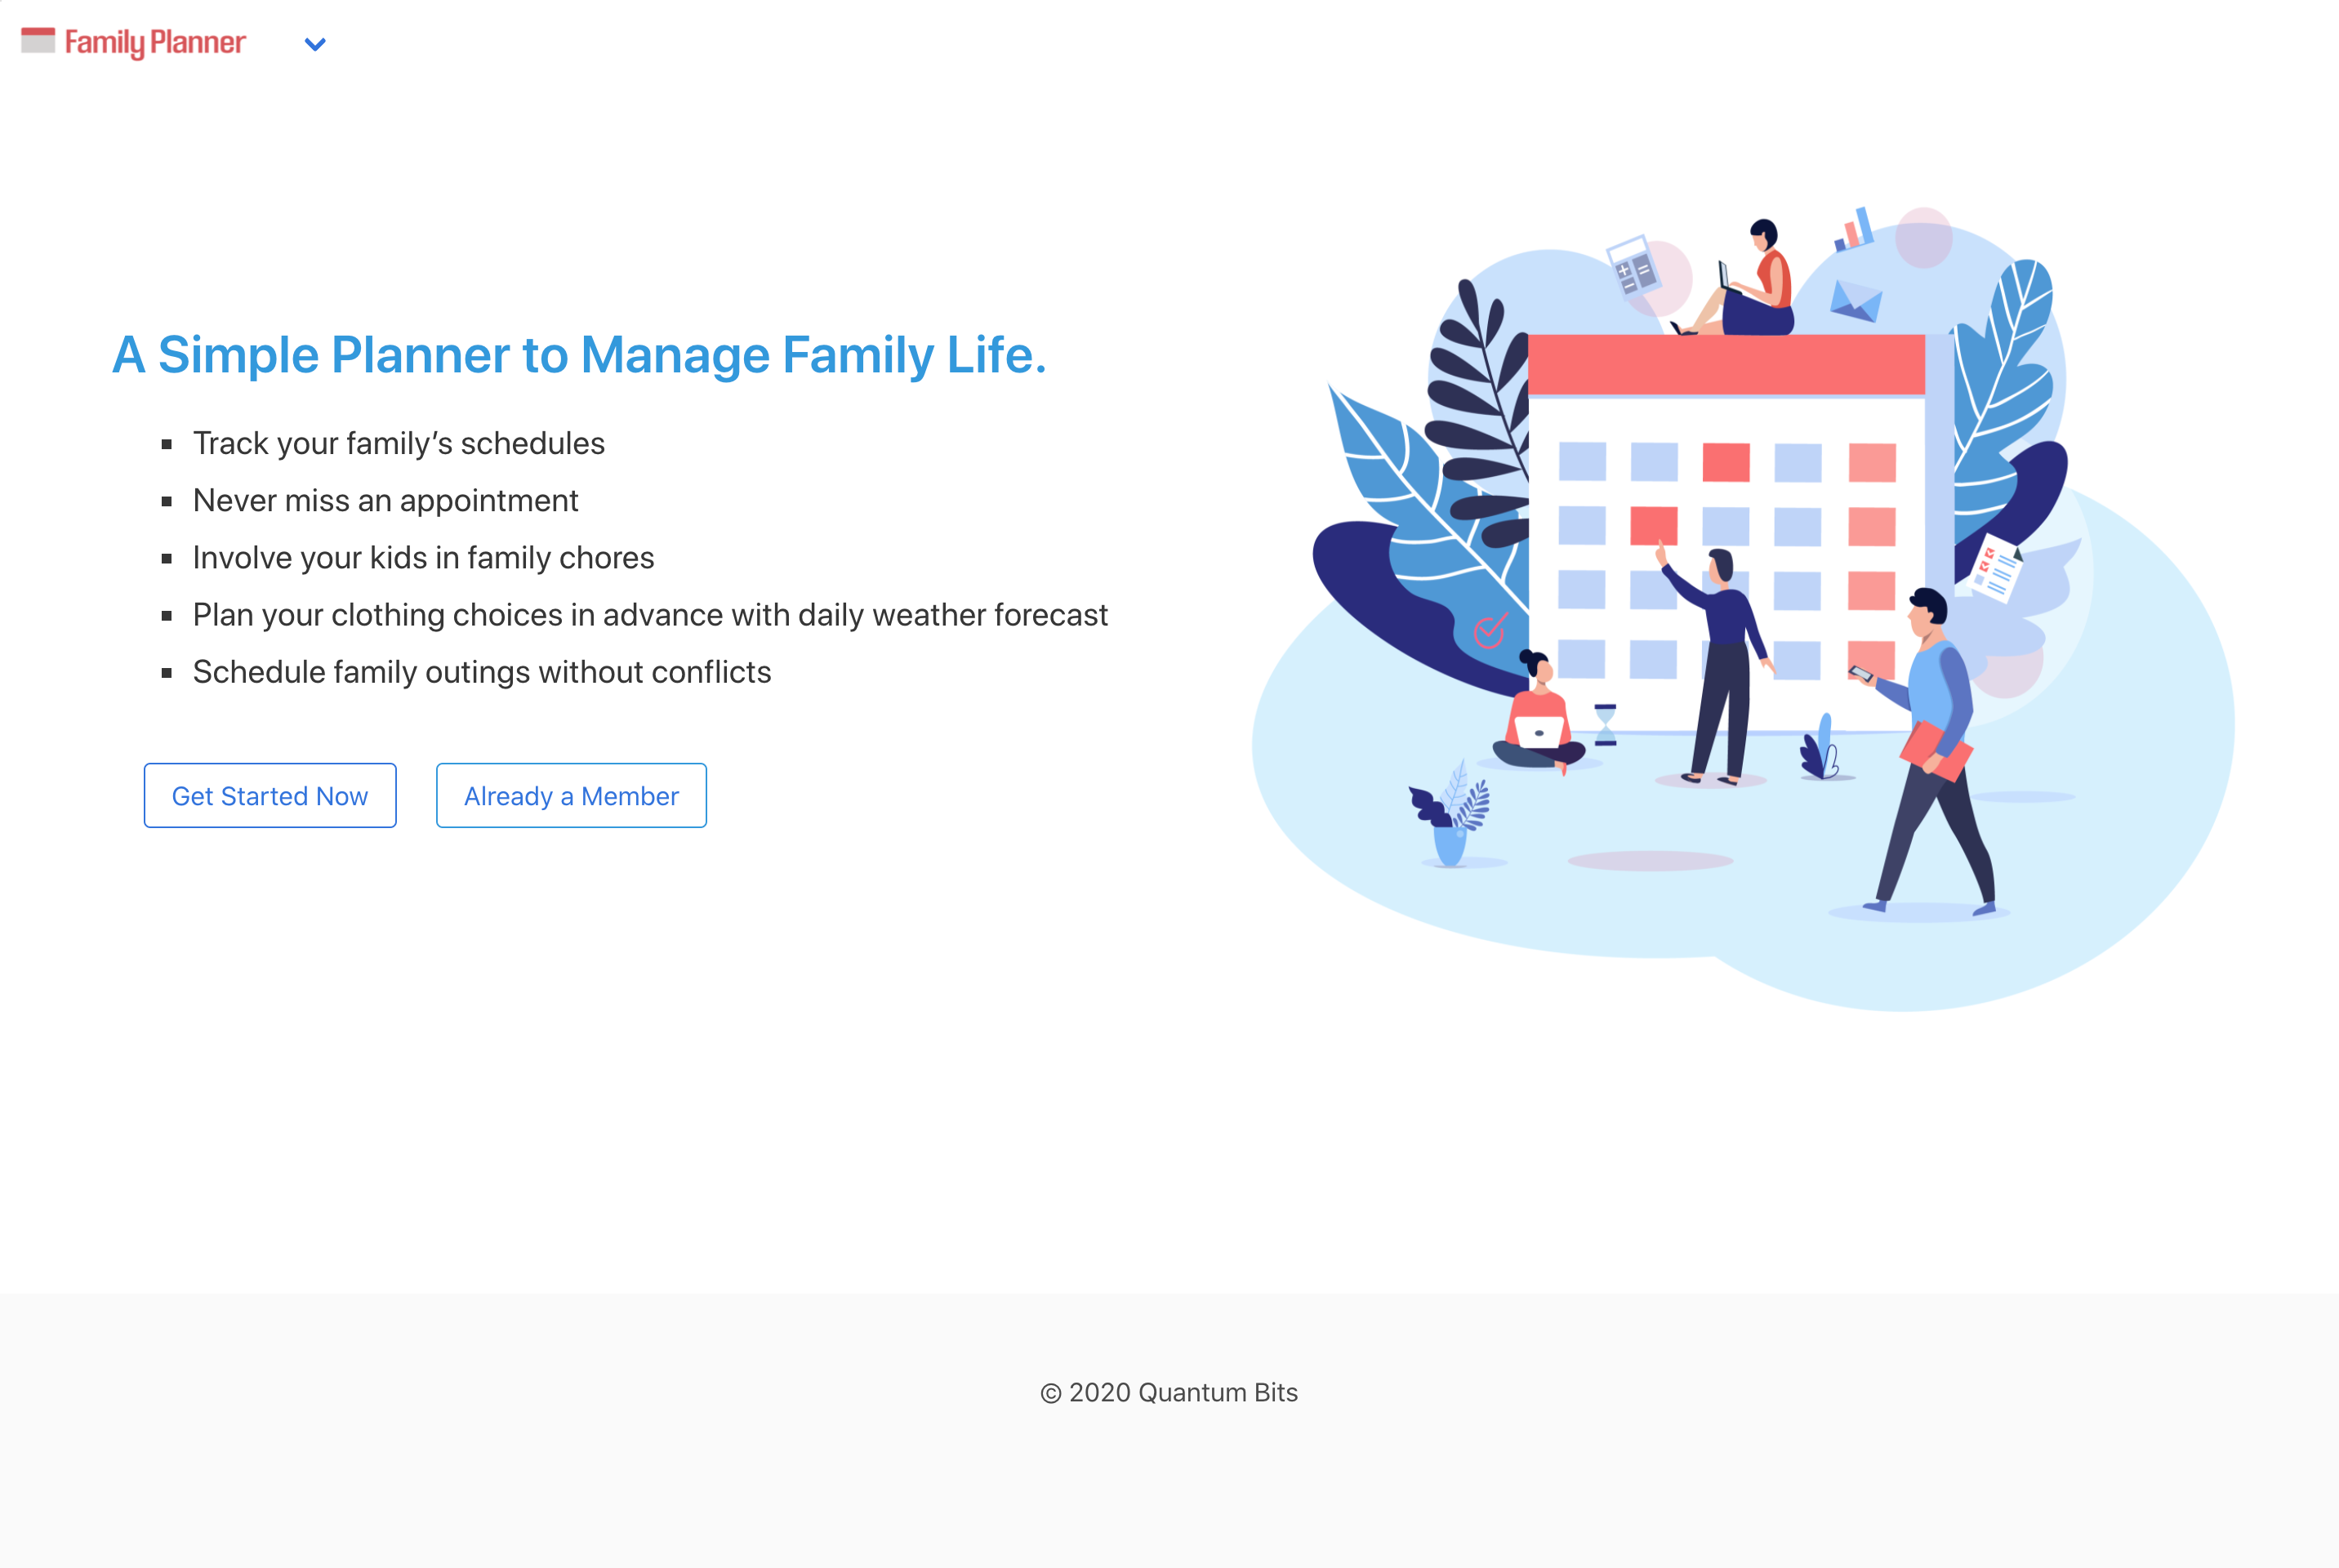 Family Planner
A Simple Planner to Manage Family Life.
Track your family’s schedules
Never miss an appointment
Involve your kids in family chores
Plan your clothing choices in advance with daily weather forecast
Schedule family outings without conflicts
Get Started Now
Already a Member
© 2020 Quantum Bits